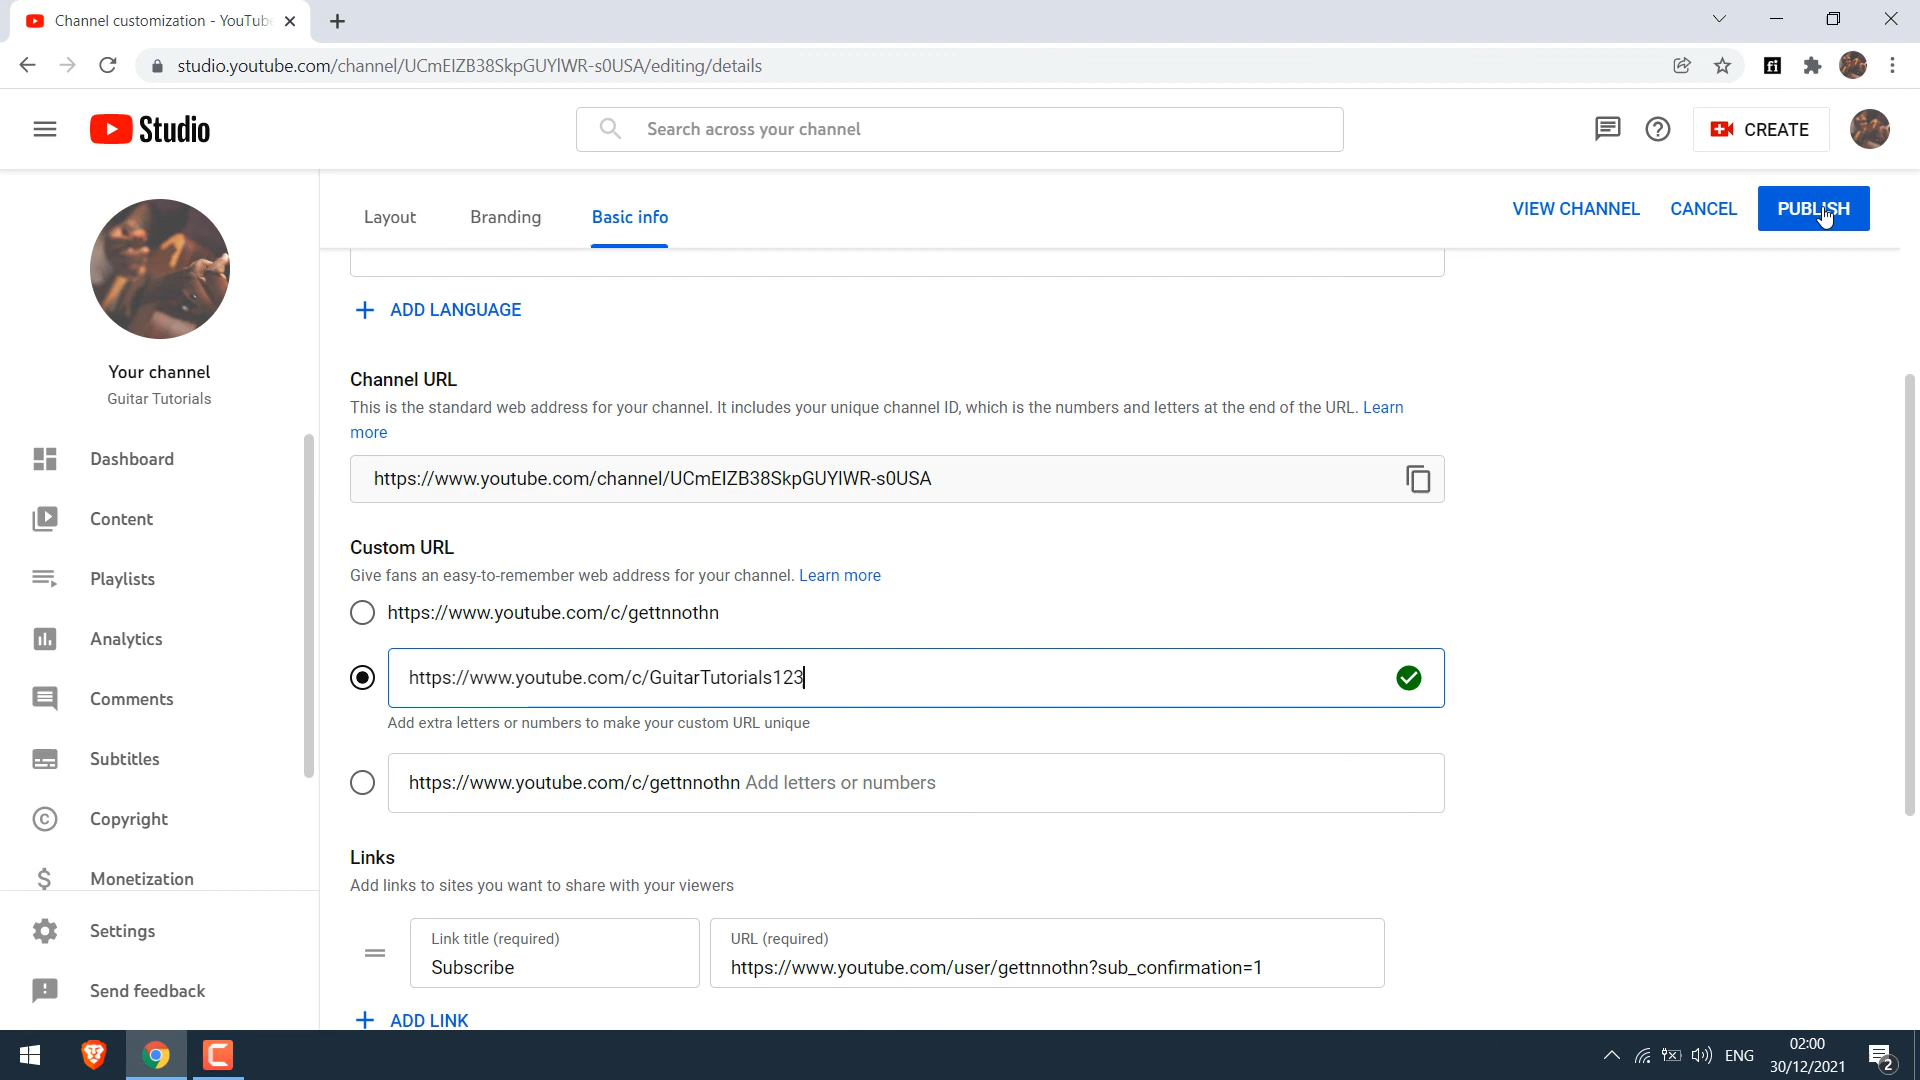 Channel customization - YouTube
studio.youtube.com/channel/UCmEIZB38SkpGUYlWR-s0USA/editing/details
Studio
Search across your channel
CREATE
Layout
Branding
Basic info
VIEW CHANNEL
CANCEL
PUBLISH
Your channel
Guitar Tutorials
Dashboard
Content
Playlists
Analytics
Comments
Subtitles
Copyright
Monetization
Settings
Send feedback
ADD LANGUAGE
Channel URL
This is the standard web address for your channel. It includes your unique channel ID, which is the numbers and letters at the end of the URL. Learn
more
https://www.youtube.com/channel/UCmEIZB38SkpGUYlWR-s0USA
Custom URL
Give fans an easy-to-remember web address for your channel. Learn more
https://www.youtube.com/c/gettnnothn
https://www.youtube.com/c/GuitarTutorials123
Add extra letters or numbers to make your custom URL unique
https://www.youtube.com/c/gettnnothn Add letters or numbers
Links
Add links to sites you want to share with your viewers
Link title (required)
Subscribe
URL (required)
https://www.youtube.com/user/gettnnothn?sub_confirmation=1
ADD LINK
ENG
02:00
30/12/2021
2